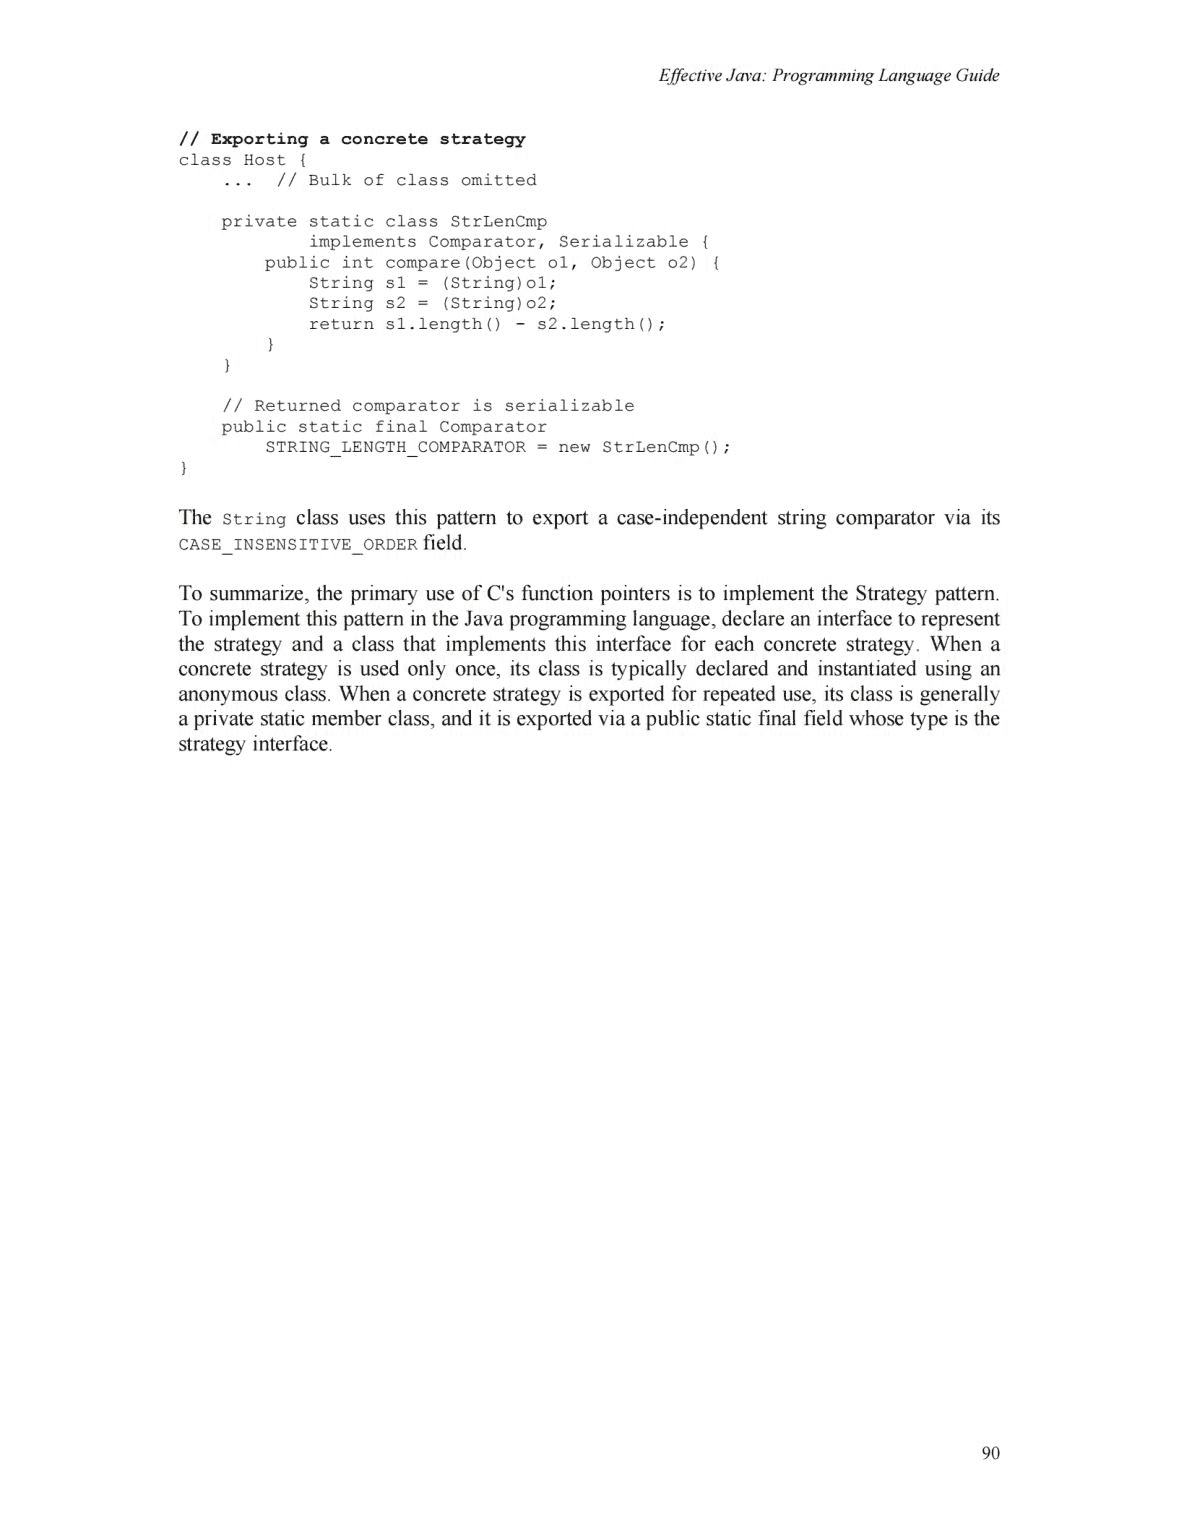 Effective Java: Programming Language Guide
// Exporting a concrete strategy
class Host {
    ...  // Bulk of class omitted
    private static class StrLenCmp
            implements Comparator, Serializable {
        public int compare(Object o1, Object o2) {
            String s1 = (String)o1;
            String s2 = (String)o2;
            return s1.length() - s2.length();
        }
    }
    // Returned comparator is serializable
    public static final Comparator
        STRING_LENGTH_COMPARATOR = new StrLenCmp();
}
The String class uses this pattern to export a case-independent string comparator via its
CASE_INSENSITIVE_ORDER field.
To summarize, the primary use of C's function pointers is to implement the Strategy pattern.
To implement this pattern in the Java programming language, declare an interface to represent
the strategy and a class that implements this interface for each concrete strategy. When a
concrete strategy is used only once, its class is typically declared and instantiated using an
anonymous class. When a concrete strategy is exported for repeated use, its class is generally
a private static member class, and it is exported via a public static final field whose type is the
strategy interface.
90